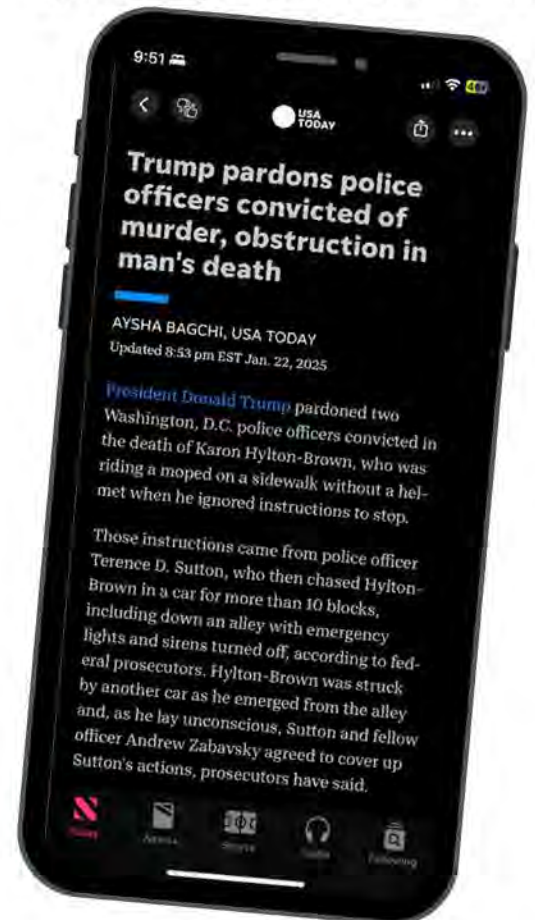 9:51
USA
TODAY
Trump pardons police
officers convicted of
murder, obstruction in
man's death
AYSHA BAGCHI, USA TODAY
Updated 8:53 pm EST Jan. 22, 2025
President Donald Trump pardoned two
Washington, D.C. police officers convicted in
the death of Karon Hylton-Brown, who was
riding a moped on a sidewalk without a hel-
met when he ignored instructions to stop.
Those instructions came from police officer
Terence D. Sutton, who then chased Hylton-
Brown in a car for more than 10 blocks,
including down an alley with emergency
lights and sirens turned off, according to fed-
eral prosecutors. Hylton-Brown was struck
by another car as he emerged from the alley
and, as he lay unconscious, Sutton and fellow
officer Andrew Zabavsky agreed to cover up
Sutton's actions, prosecutors have said.
Following